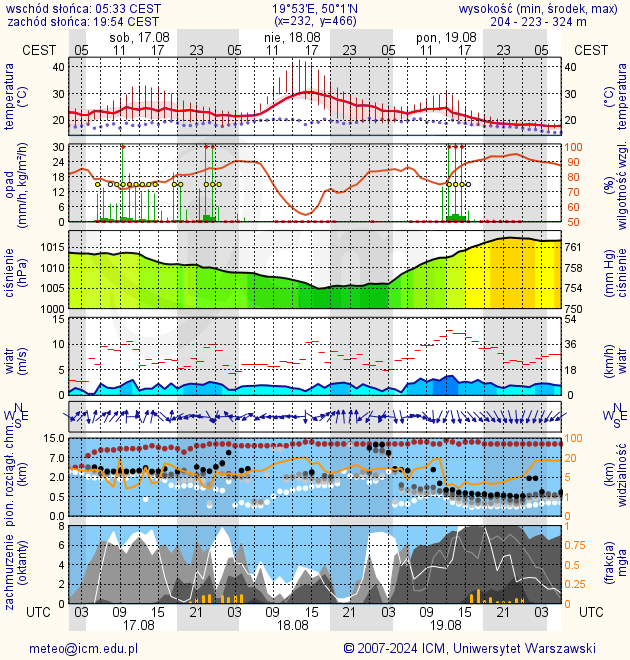 wschód słońca: 05:33 CEST 19°53'E, 50°1'N wysokość (min, środek, max)
zachód słońca: 19:54 CEST (x=232, y=466) 204 - 223 - 324 m
sob, 17.08 nie, 18.08 pon, 19.08
CEST 05 11 17 23 05 11 17 23 05 11 17 23 05 CEST
temperatura (°C) 40 30 20 40 30 20 temperatura (°C)
opad (mm/h, kg/m²/h) 30 24 18 12 6 0 100 90 80 70 60 50 (%) wilgotność wzgl.
ciśnienie (hPa) 1015 1010 1005 1000 761 758 754 750 (mm Hg) ciśnienie
wiatr (m/s) 15 10 5 0 54 36 18 0 (km/h) wiatr
N W E S N W E S
pion. rozciągł. chm. (km) 15.0 7.0 2.0 0.5 0.0 100 20 5 1 0 (km) widzialność
zachmurzenie (oktanty) 8 6 4 2 0 1 0.75 0.5 0.25 0 (frakcja) mgła
UTC 03 09 15 21 03 09 15 21 03 09 15 21 03 UTC
17.08 18.08 19.08
meteo@icm.edu.pl © 2007-2024 ICM, Uniwersytet Warszawski